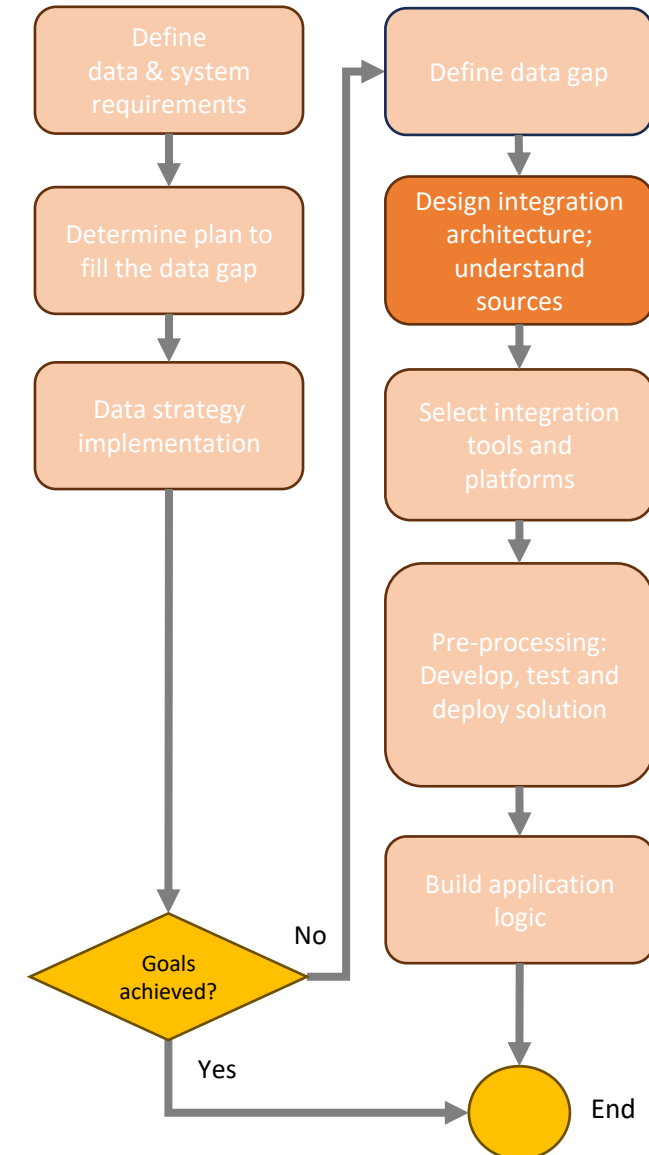 Define
data & system
requirements
Determine plan to
fill the data gap
Data strategy
implementation
Goals
achieved?
No
Yes
Define data gap
Design integration
architecture;
understand
sources
Select integration
tools and
platforms
Pre-processing:
Develop, test and
deploy solution
Build application
logic
End